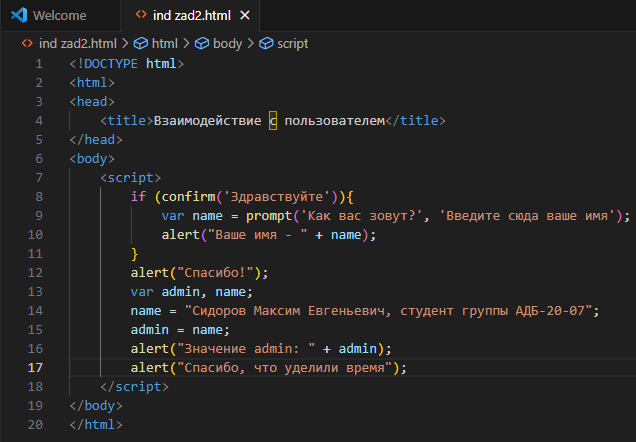 Welcome
<> ind zad2.html ×
<> ind zad2.html > html > body > script
1 <!DOCTYPE html>
2 <html>
3 <head>
4     <title>Взаимодействие с пользователем</title>
5 </head>
6 <body>
7     <script>
8         if (confirm('Здравствуйте')){
9             var name = prompt('Как вас зовут?', 'Введите сюда ваше имя');
10             alert("Ваше имя - " + name);
11         }
12         alert("Спасибо!");
13         var admin, name;
14         name = "Сидоров Максим Евгеньевич, студент группы АДБ-20-07";
15         admin = name;
16         alert("Значение admin: " + admin);
17         alert("Спасибо, что уделили время");
18     </script>
19 </body>
20 </html>